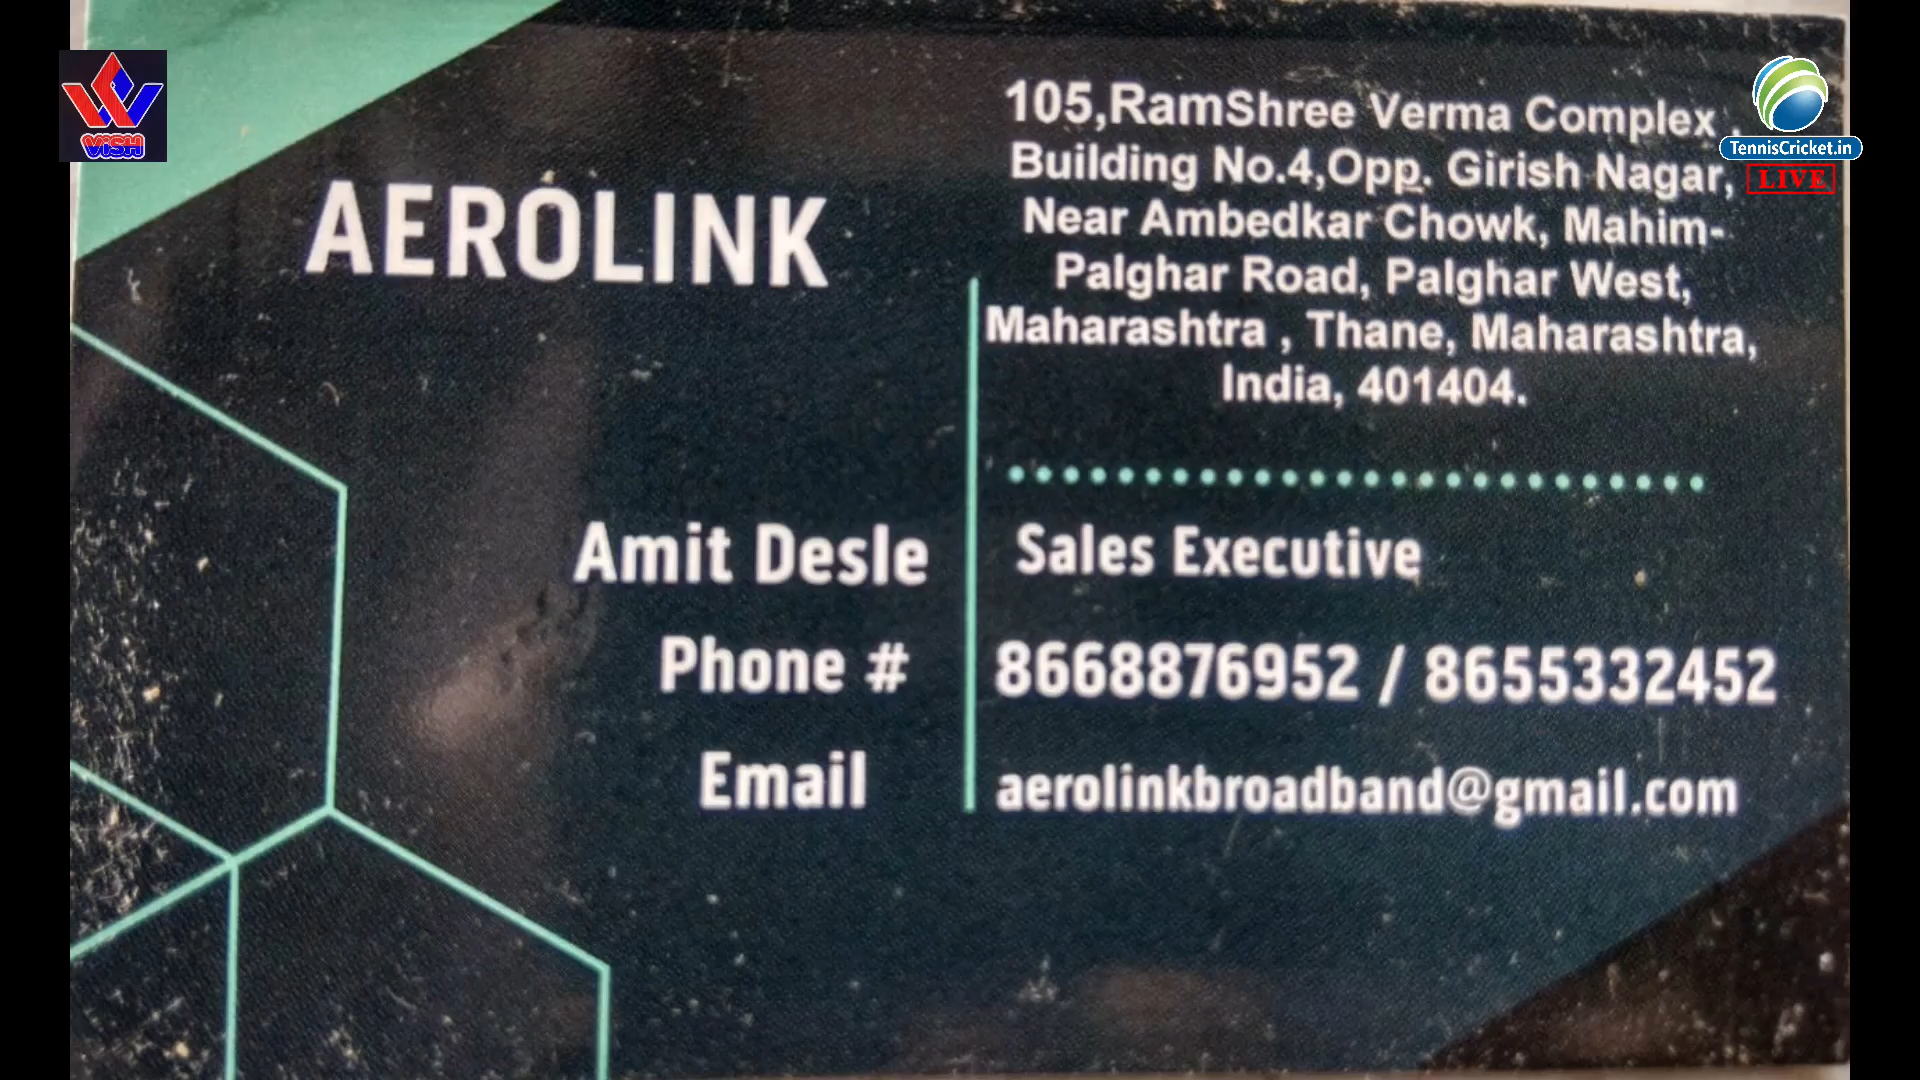 VISH
TennisCricket.in
LIVE
AEROLINK
105,RamShree Verma Complex ,
Building No.4,Opp. Girish Nagar,
Near Ambedkar Chowk, Mahim-
Palghar Road, Palghar West,
Maharashtra , Thane, Maharashtra,
India, 401404.
Amit Desle
Sales Executive
Phone #
8668876952 / 8655332452
Email
aerolinkbroadband@gmail.com